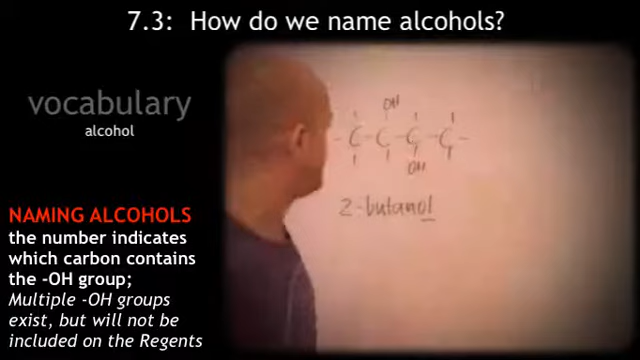 7.3: How do we name alcohols?
vocabulary
alcohol
NAMING ALCOHOLS
the number indicates
which carbon contains
the -OH group;
Multiple -OH groups
exist, but will not be
included on the Regents
OH
- C - C - C - C -
OH
2-butanol